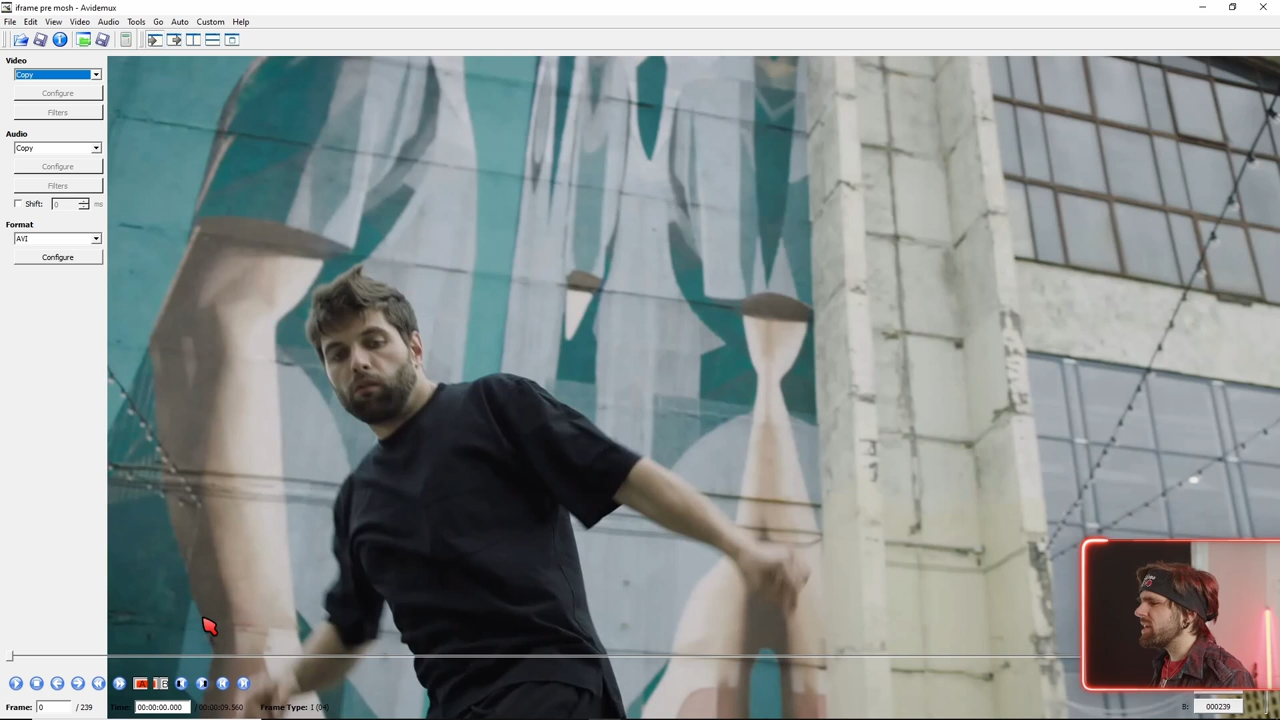 iframe pre mosh - Avidemux
File Edit View Video Audio Tools Go Auto Custom Help
Video
Copy
Configure
Filters
Audio
Copy
Configure
Filters
Shift: 0 ms
Format
AVI
Configure
A B
Frame: 0 / 239 Time: 00:00:00.000 / 00:00:09.560 Frame Type: I (04) B: 000239